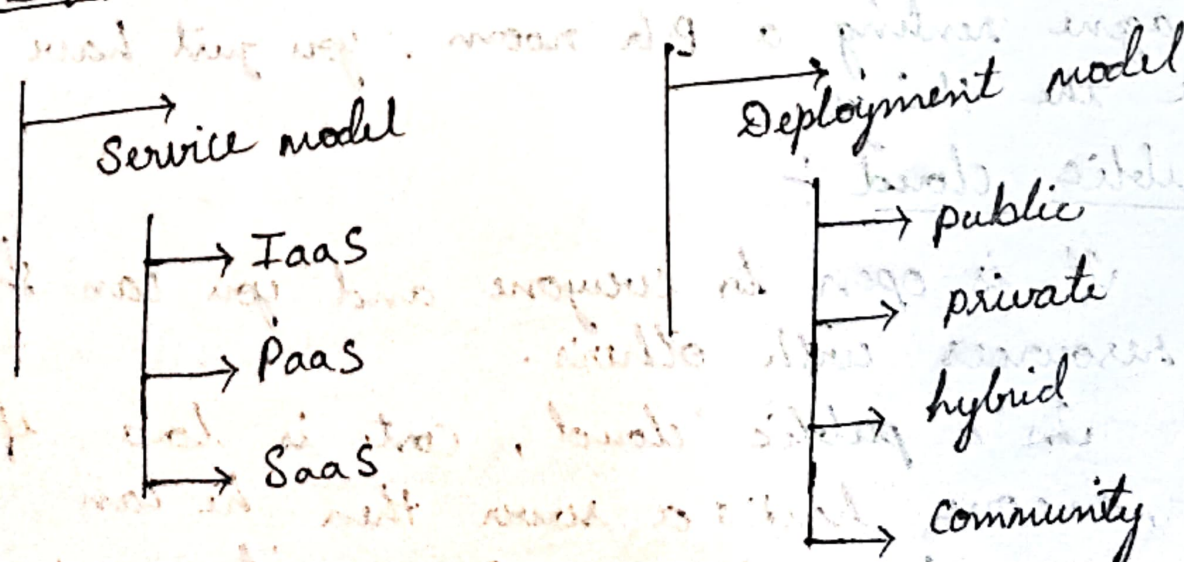 Service model
IaaS
PaaS
SaaS
Deployment model
public
private
hybrid
community